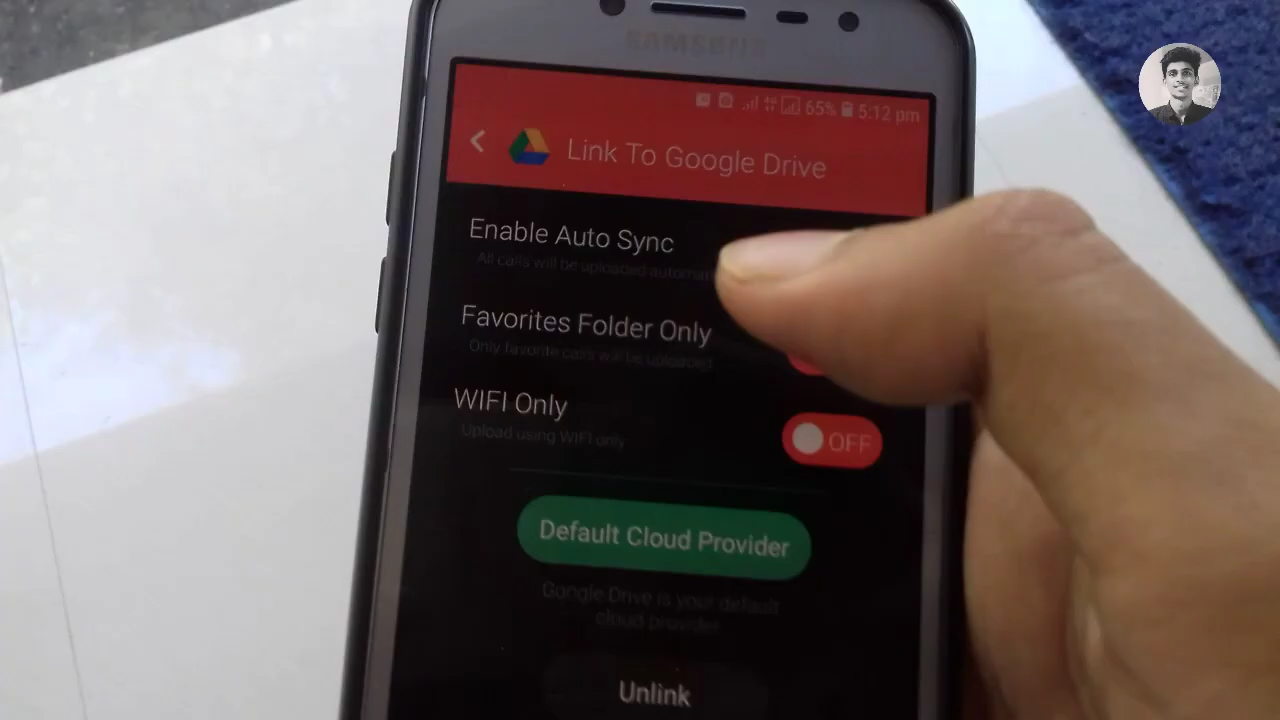 SAMSUNG
65% 5:12 pm
Link To Google Drive
Enable Auto Sync
All calls will be uploaded automat
Favorites Folder Only
Only favorite calls will be uploaded
WIFI Only
Upload using WIFI only
OFF
Default Cloud Provider
Google Drive is your default
cloud provider
Unlink